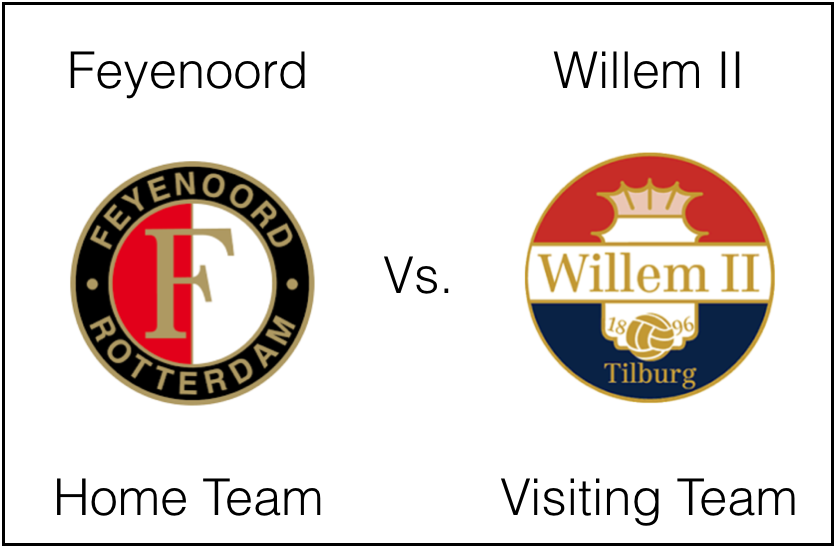 Feyenoord
Willem II
FEYENOORD
ROTTERDAM
F
Vs.
Willem II
18 96
Tilburg
Home Team
Visiting Team